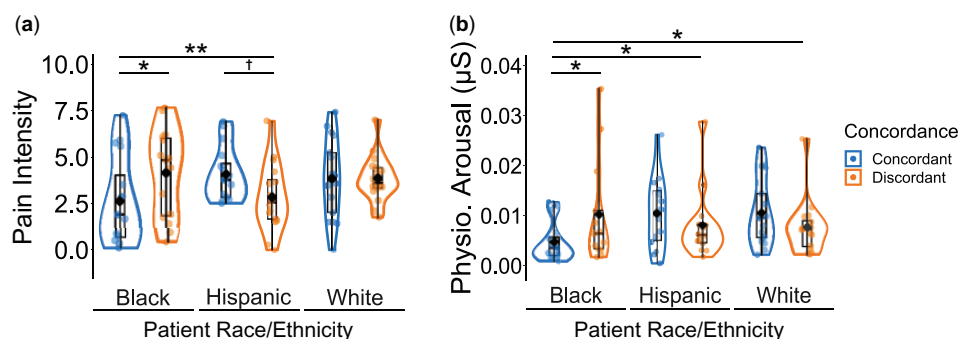 (a)
**
*
†
10.0
7.5
5.0
2.5
0.0
Pain Intensity
Black Hispanic White
Patient Race/Ethnicity
(b)
*
*
*
0.04
0.03
0.02
0.01
0.00
Physio. Arousal (µS)
Black Hispanic White
Patient Race/Ethnicity
Concordance
Concordant
Discordant